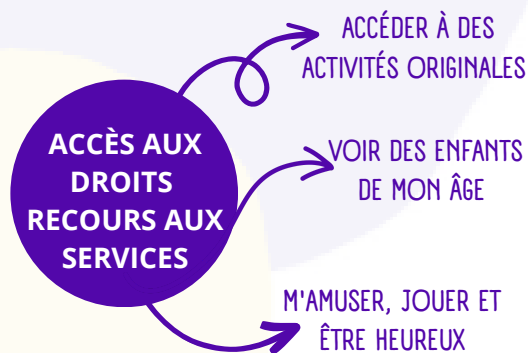 ACCÈS AUX
DROITS
RECOURS AUX
SERVICES
ACCÉDER À DES
ACTIVITÉS ORIGINALES
VOIR DES ENFANTS
DE MON ÂGE
M'AMUSER, JOUER ET
ÊTRE HEUREUX